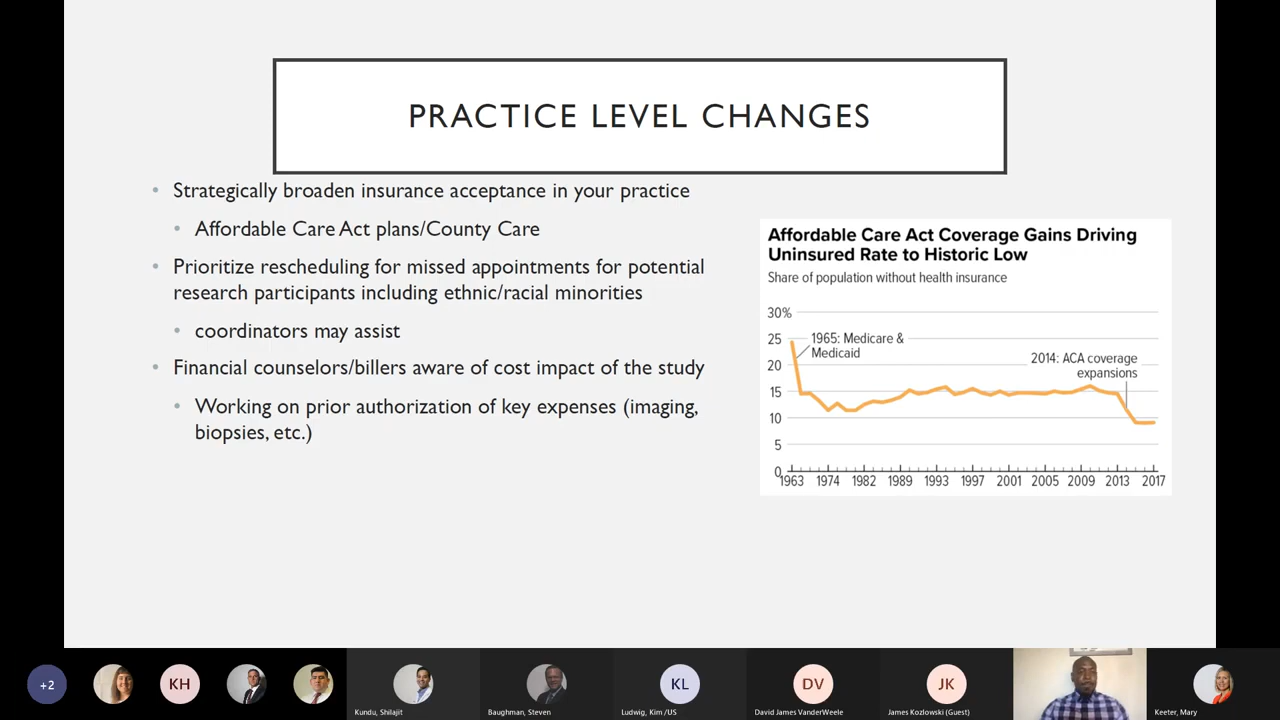 PRACTICE LEVEL CHANGES
• Strategically broaden insurance acceptance in your practice
• Affordable Care Act plans/County Care
• Prioritize rescheduling for missed appointments for potential
research participants including ethnic/racial minorities
• coordinators may assist
• Financial counselors/billers aware of cost impact of the study
• Working on prior authorization of key expenses (imaging,
biopsies, etc.)
Affordable Care Act Coverage Gains Driving
Uninsured Rate to Historic Low
Share of population without health insurance
30%
25
20
15
10
5
0
1965: Medicare &
Medicaid
2014: ACA coverage
expansions
1963 1974 1982 1989 1993 1997 2001 2005 2009 2013 2017
+2
KH
Kundu, Shilajit
Baughman, Steven
KL
Ludwig, Kim /US
DV
David James VanderWeele
JK
James Kozlowski (Guest)
Keeter, Mary